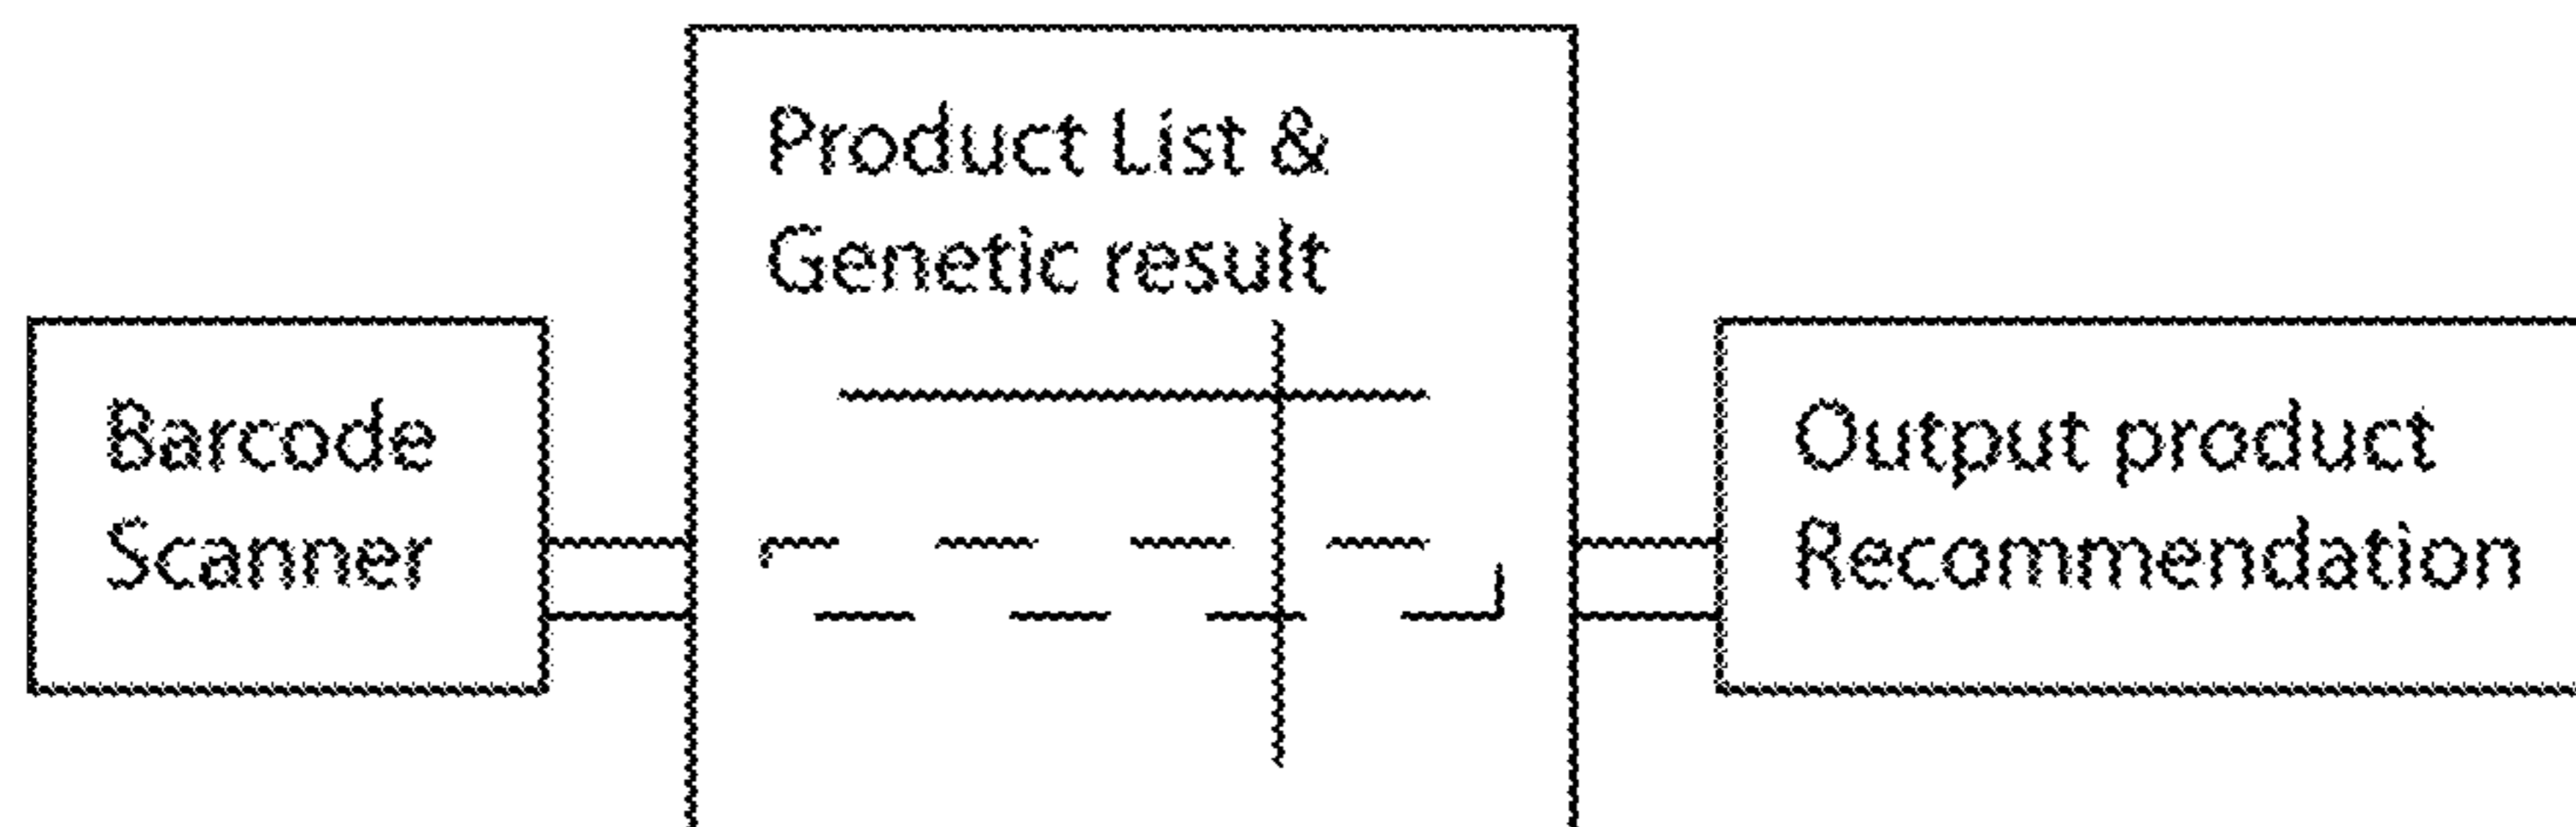 Product List &
Genetic result
Barcode
Scanner
Output product
Recommendation